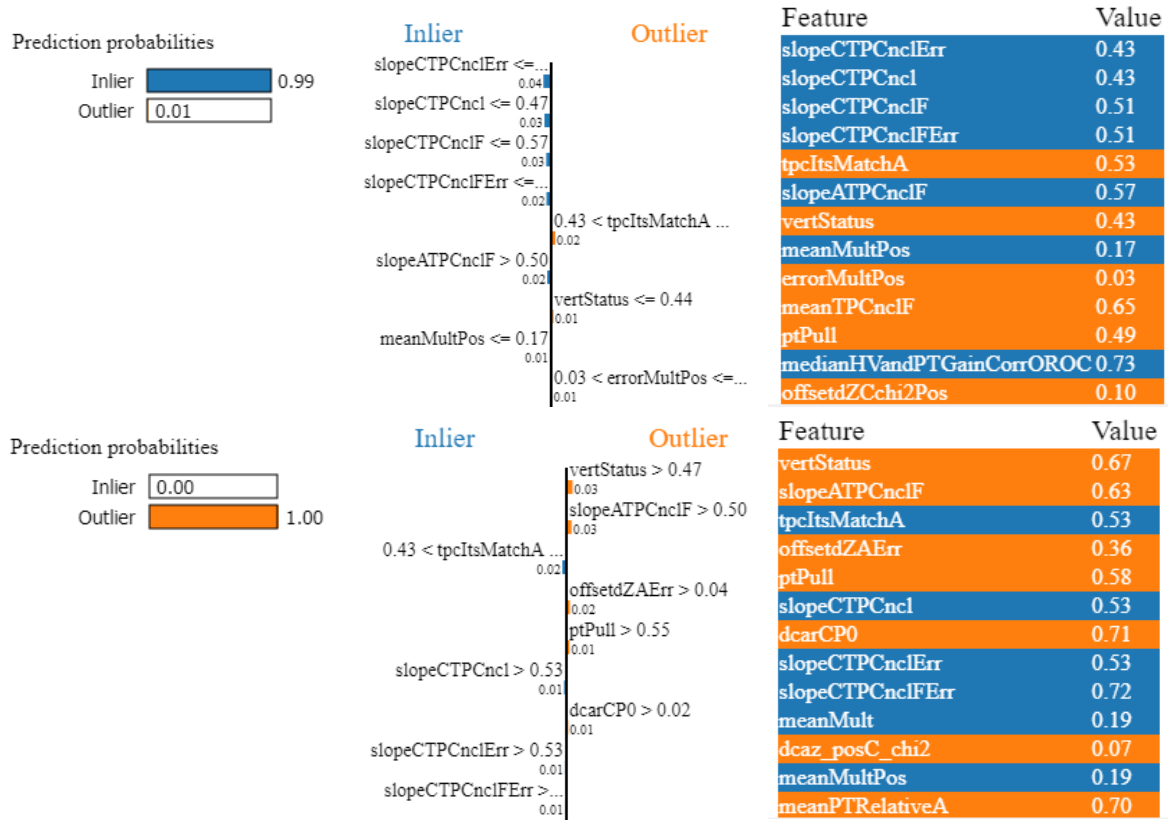 Prediction probabilities
Inlier 0.99
Outlier 0.01
Inlier Outlier
slopeCTPCnclErr <=...
0.04
slopeCTPCncl <= 0.47
0.03
slopeCTPCnclF <= 0.57
0.03
slopeCTPCnclFErr <=...
0.02
0.43 < tpcItsMatchA ...
0.02
slopeATPCnclF > 0.50
0.02
vertStatus <= 0.44
0.01
meanMultPos <= 0.17
0.01
0.03 < errorMultPos <=...
0.01
Feature Value
slopeCTPCnclErr 0.43
slopeCTPCncl 0.43
slopeCTPCnclF 0.51
slopeCTPCnclFErr 0.51
tpcItsMatchA 0.53
slopeATPCnclF 0.57
vertStatus 0.43
meanMultPos 0.17
errorMultPos 0.03
meanTPCnclF 0.65
ptPull 0.49
medianHVandPTGainCorrOROC 0.73
offsetdZCchi2Pos 0.10
Prediction probabilities
Inlier 0.00
Outlier 1.00
Inlier Outlier
vertStatus > 0.47
0.03
slopeATPCnclF > 0.50
0.03
0.43 < tpcItsMatchA ...
0.02
offsetdZAErr > 0.04
0.02
ptPull > 0.55
0.01
slopeCTPCncl > 0.53
0.01
dcarCP0 > 0.02
0.01
slopeCTPCnclErr > 0.53
0.01
slopeCTPCnclFErr >...
0.01
Feature Value
vertStatus 0.67
slopeATPCnclF 0.63
tpcItsMatchA 0.53
offsetdZAErr 0.36
ptPull 0.58
slopeCTPCncl 0.53
dcarCP0 0.71
slopeCTPCnclErr 0.53
slopeCTPCnclFErr 0.72
meanMult 0.19
dcaz_posC_chi2 0.07
meanMultPos 0.19
meanPTRelativeA 0.70